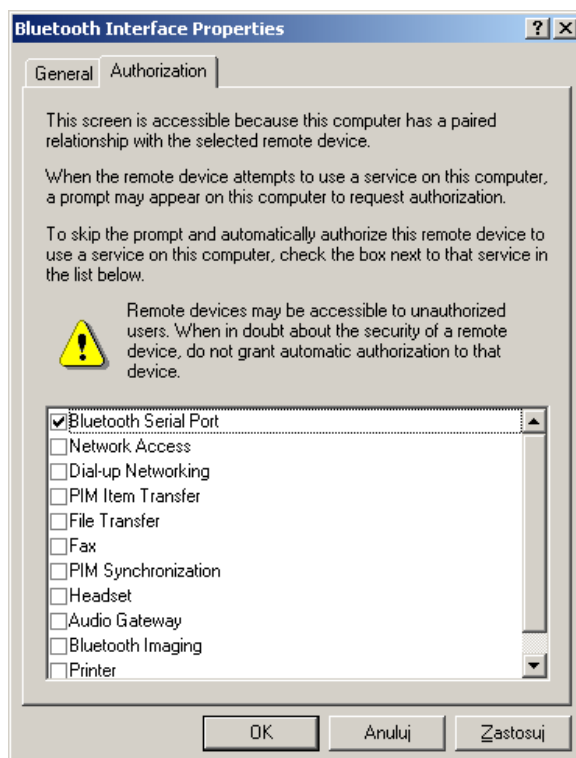 Bluetooth Interface Properties
General
Authorization
This screen is accessible because this computer has a paired
relationship with the selected remote device.
When the remote device attempts to use a service on this computer,
a prompt may appear on this computer to request authorization.
To skip the prompt and automatically authorize this remote device to
use a service on this computer, check the box next to that service in
the list below.
Remote devices may be accessible to unauthorized
users. When in doubt about the security of a remote
device, do not grant automatic authorization to that
device.
Bluetooth Serial Port
Network Access
Dial-up Networking
PIM Item Transfer
File Transfer
Fax
PIM Synchronization
Headset
Audio Gateway
Bluetooth Imaging
Printer
OK
Anuluj
Zastosuj